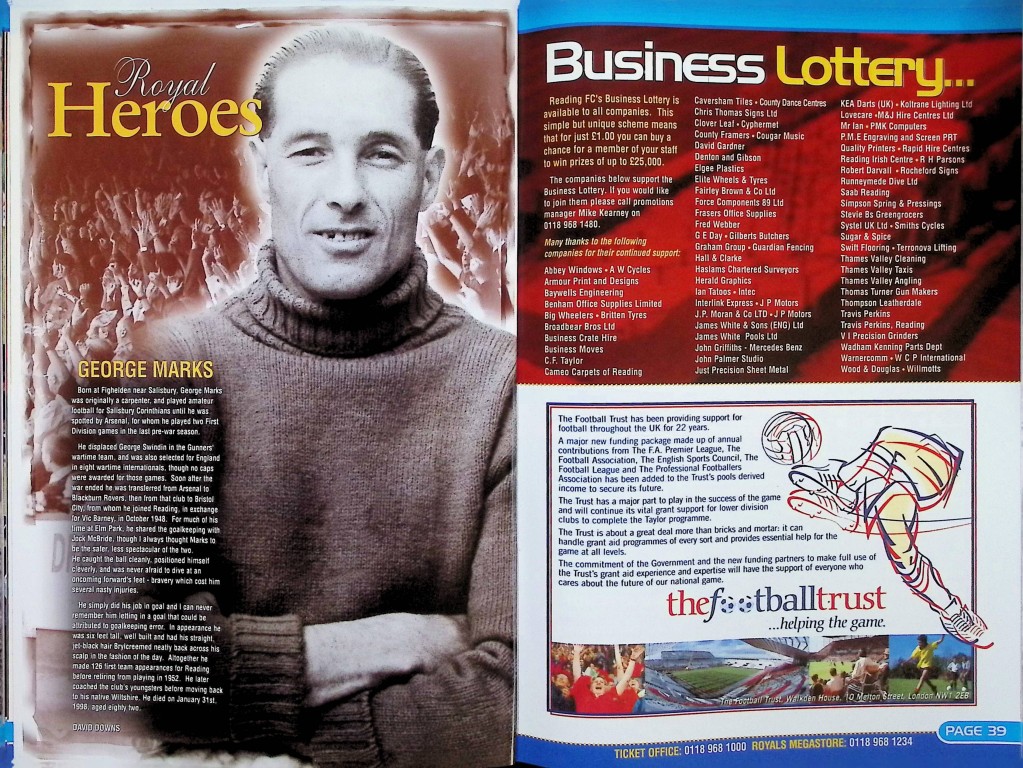 Royal
Heroes
GEORGE MARKS
Born at Fighelden near Salisbury, George Marks
was originally a carpenter, and played amateur
football for Salisbury Corinthians until he was
spotted by Arsenal, for whom he played two First
Division games in the last pre-war season.
He displaced George Swindin in the Gunners'
wartime team, and was also selected for England
in eight wartime internationals, though no caps
were awarded for those games. Soon after the
war ended he was transferred from Arsenal to
Blackburn Rovers, then from that club to Bristol
City, from whom he joined Reading, in exchange
for Vic Barney, in October 1948. For much of his
time at Elm Park, he shared the goalkeeping with
Jock McBride, though I always thought Marks to
be the safer, less spectacular of the two.
He caught the ball cleanly, positioned himself
cleverly, and was never afraid to dive at an
oncoming forward's feet - bravery which cost him
several nasty injuries.
He simply did his job in goal and I can never
remember him letting in a goal that could be
attributed to goalkeeping error. In appearance he
was six feet tall, well built and had his straight,
jet-black hair Brylcreemed neatly back across his
scalp in the fashion of the day. Altogether he
made 126 first team appearances for Reading
before retiring from playing in 1952. He later
coached the club's youngsters before moving back
to his native Wiltshire. He died on January 31st,
1998, aged eighty two.
DAVID DOWNS
Business Lottery...
Reading FC's Business Lottery is
available to all companies. This
simple but unique scheme means
that for just £1.00 you can buy a
chance for a member of your staff
to win prizes of up to £25,000.
The companies below support the
Business Lottery. If you would like
to join them please call promotions
manager Mike Kearney on
0118 968 1480.
Many thanks to the following
companies for their continued support:
Abbey Windows • A W Cycles
Armour Print and Designs
Baywells Engineering
Benham Office Supplies Limited
Big Wheelers • Britten Tyres
Broadbear Bros Ltd
Business Crate Hire
Business Moves
C.F. Taylor
Cameo Carpets of Reading
Caversham Tiles • County Dance Centres
Chris Thomas Signs Ltd
Clover Leaf • Cyphermet
County Framers • Cougar Music
David Gardner
Denton and Gibson
Elgee Plastics
Elite Wheels & Tyres
Fairley Brown & Co Ltd
Force Components 89 Ltd
Frasers Office Supplies
Fred Webber
G E Day • Gilberts Butchers
Graham Group • Guardian Fencing
Hall & Clarke
Haslams Chartered Surveyors
Herald Graphics
Ian Tatoos • Intec
Interlink Express • J P Motors
J.P. Moran & Co LTD • J P Motors
James White & Sons (ENG) Ltd
James White Pools Ltd
John Griffiths - Mercedes Benz
John Palmer Studio
Just Precision Sheet Metal
KEA Darts (UK) • Koltrane Lighting Ltd
Lovecare • M&J Hire Centres Ltd
Mr Ian • PMK Computers
P.M.E Engraving and Screen PRT
Quality Printers • Rapid Hire Centres
Reading Irish Centre • R H Parsons
Robert Darvall • Rocheford Signs
Runneymede Dive Ltd
Saab Reading
Simpson Spring & Pressings
Stevie Bs Greengrocers
Systel UK Ltd • Smiths Cycles
Sugar & Spice
Swift Flooring • Terronova Lifting
Thames Valley Cleaning
Thames Valley Taxis
Thames Valley Angling
Thomas Turner Gun Makers
Thompson Leatherdale
Travis Perkins
Travis Perkins, Reading
V I Precision Grinders
Wadham Kenning Parts Dept
Warnercomm • W C P International
Wood & Douglas • Willmotts
The Football Trust has been providing support for
football throughout the UK for 22 years.
A major new funding package made up of annual
contributions from The F.A. Premier League, The
Football Association, The English Sports Council, The
Football League and The Professional Footballers
Association has been added to the Trust's pools derived
income to secure its future.
The Trust has a major part to play in the success of the game
and will continue its vital grant support for lower division
clubs to complete the Taylor programme.
The Trust is about a great deal more than bricks and mortar: it can
handle grant aid programmes of every sort and provides essential help for the
game at all levels.
The commitment of the Government and the new funding partners to make full use of
the Trust's grant aid experience and expertise will have the support of everyone who
cares about the future of our national game.
thefootballtrust
...helping the game.
The Football Trust, Walkden House, 10 Melton Street, London NW1 2EB
PAGE 39
TICKET OFFICE: 0118 968 1000 ROYALS MEGASTORE: 0118 968 1234